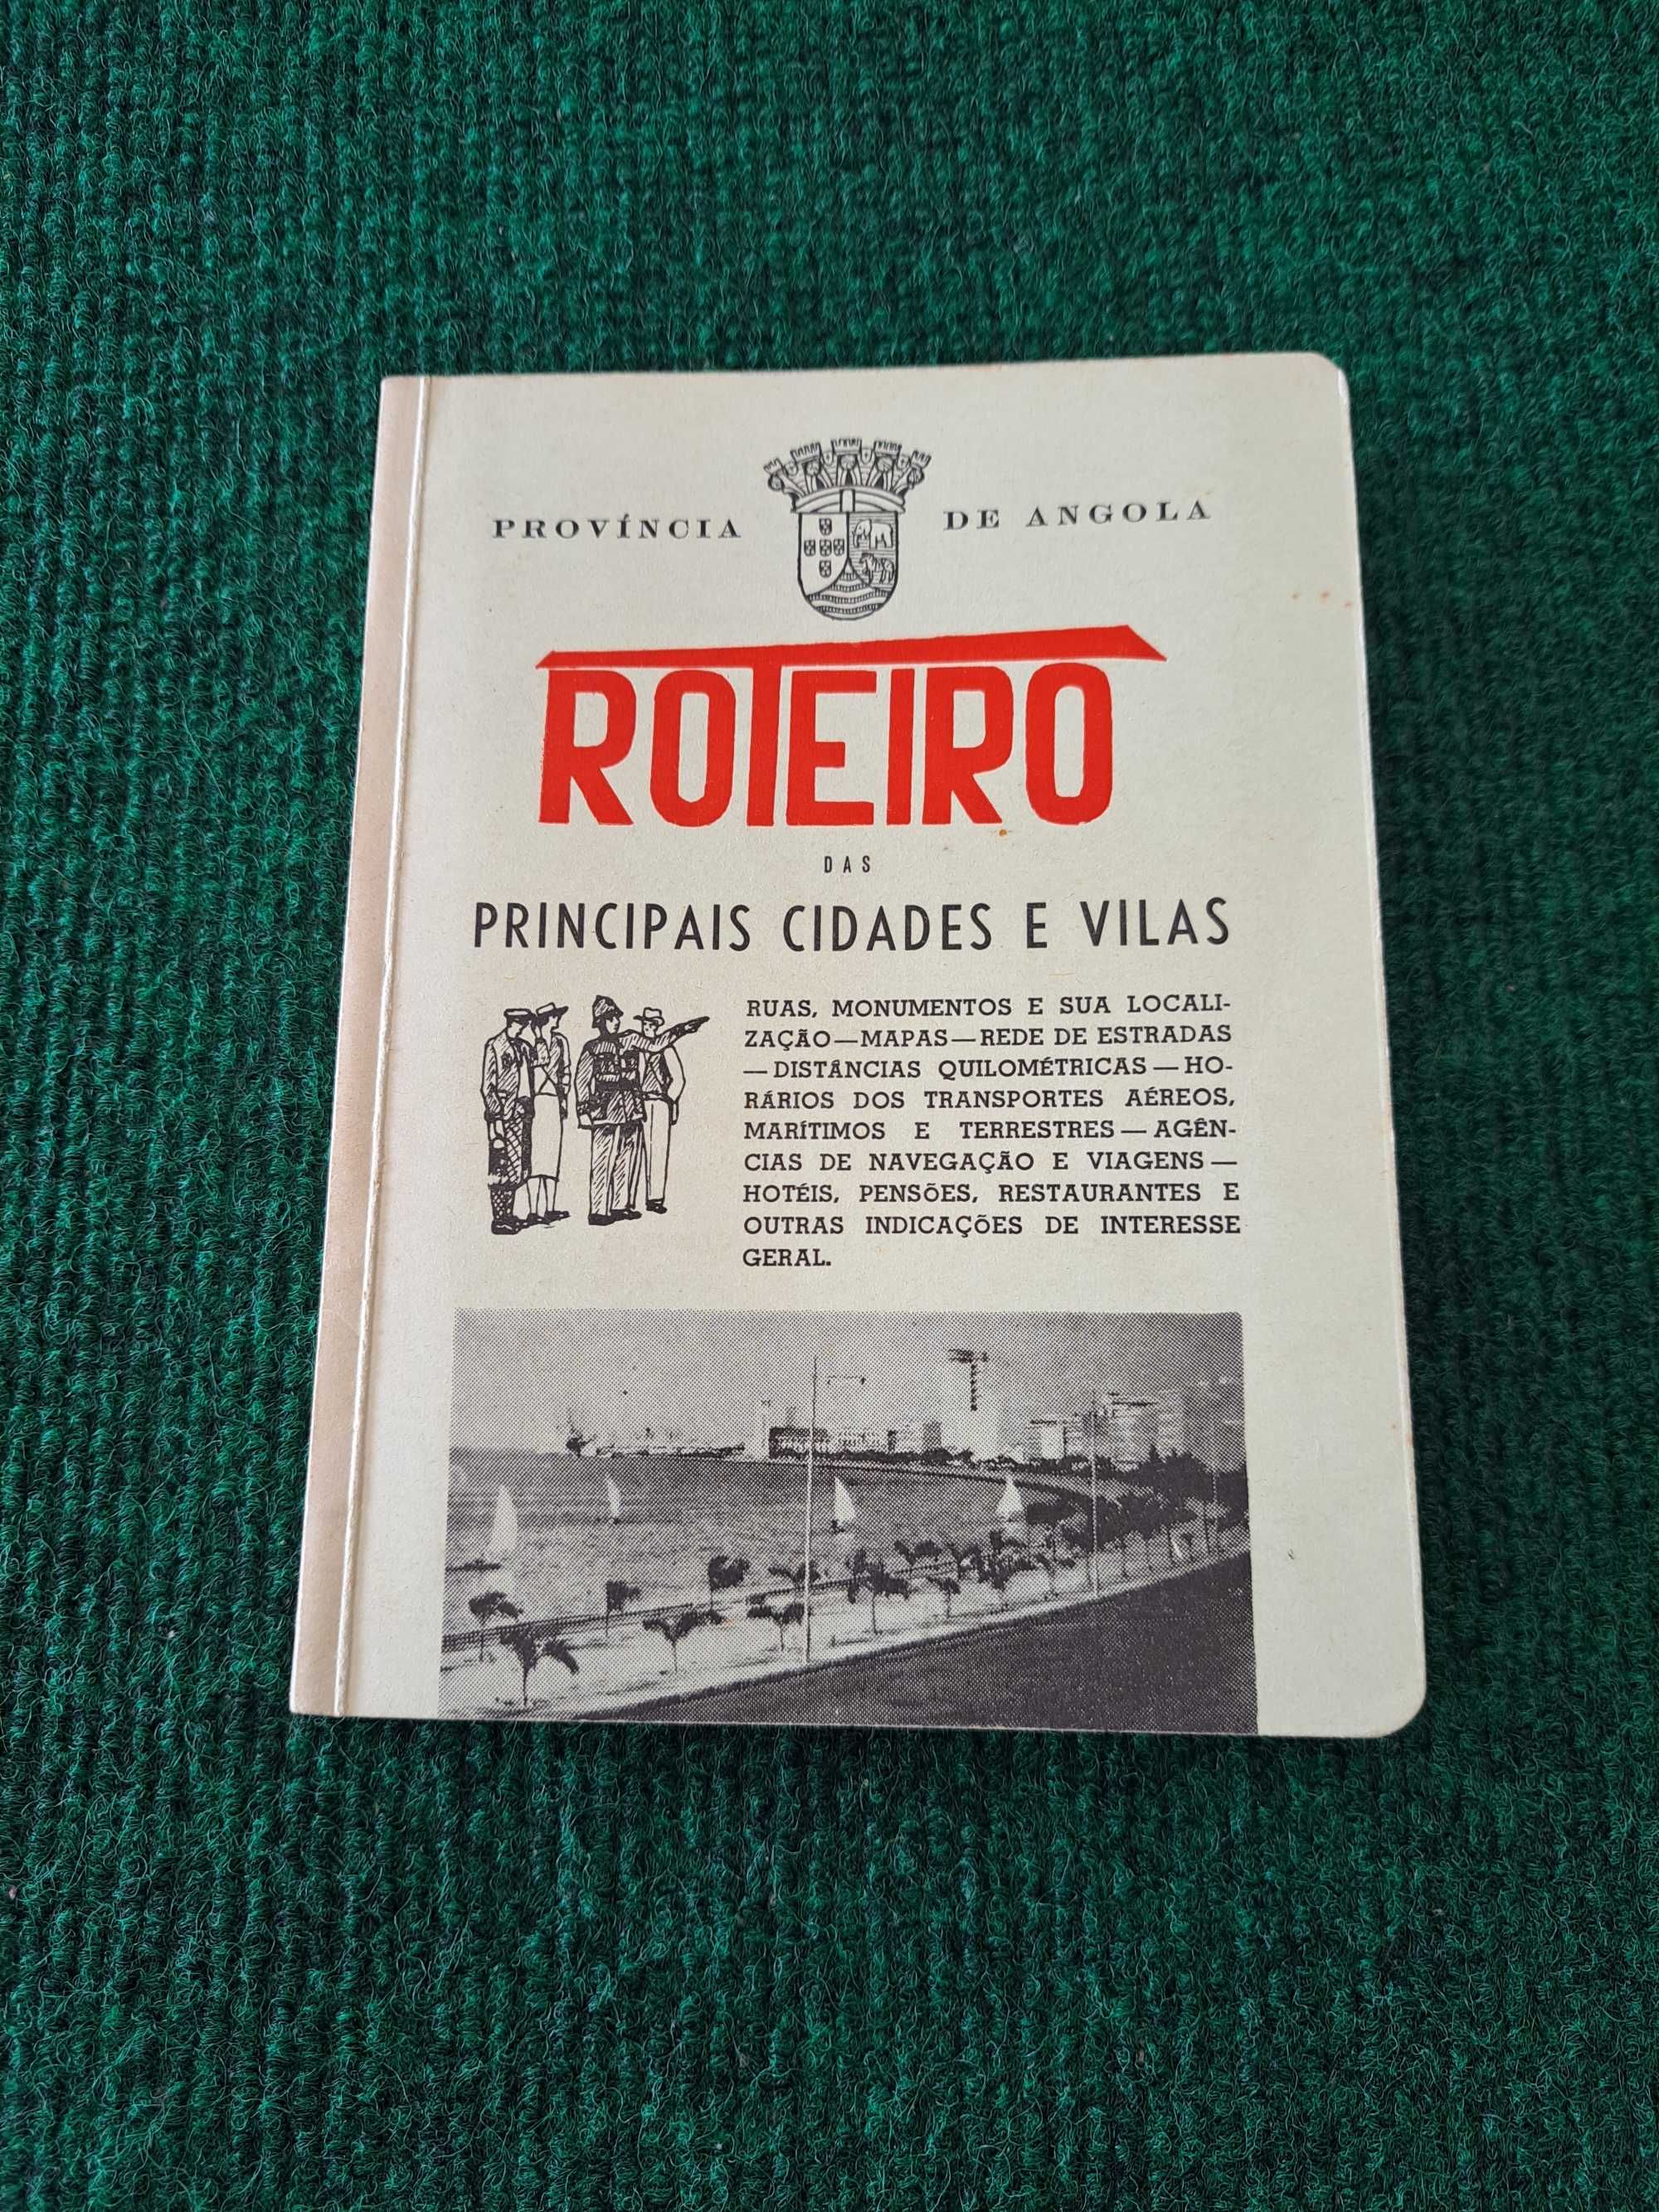 PROVÍNCIA DE ANGOLA
ROTEIRO
DAS
PRINCIPAIS CIDADES E VILAS
RUAS, MONUMENTOS E SUA LOCALI-
ZAÇÃO—MAPAS—REDE DE ESTRADAS
— DISTÂNCIAS QUILOMÉTRICAS — HO-
RÁRIOS DOS TRANSPORTES AÉREOS,
MARÍTIMOS E TERRESTRES — AGÊN-
CIAS DE NAVEGAÇÃO E VIAGENS —
HOTÉIS, PENSÕES, RESTAURANTES E
OUTRAS INDICAÇÕES DE INTERESSE
GERAL.